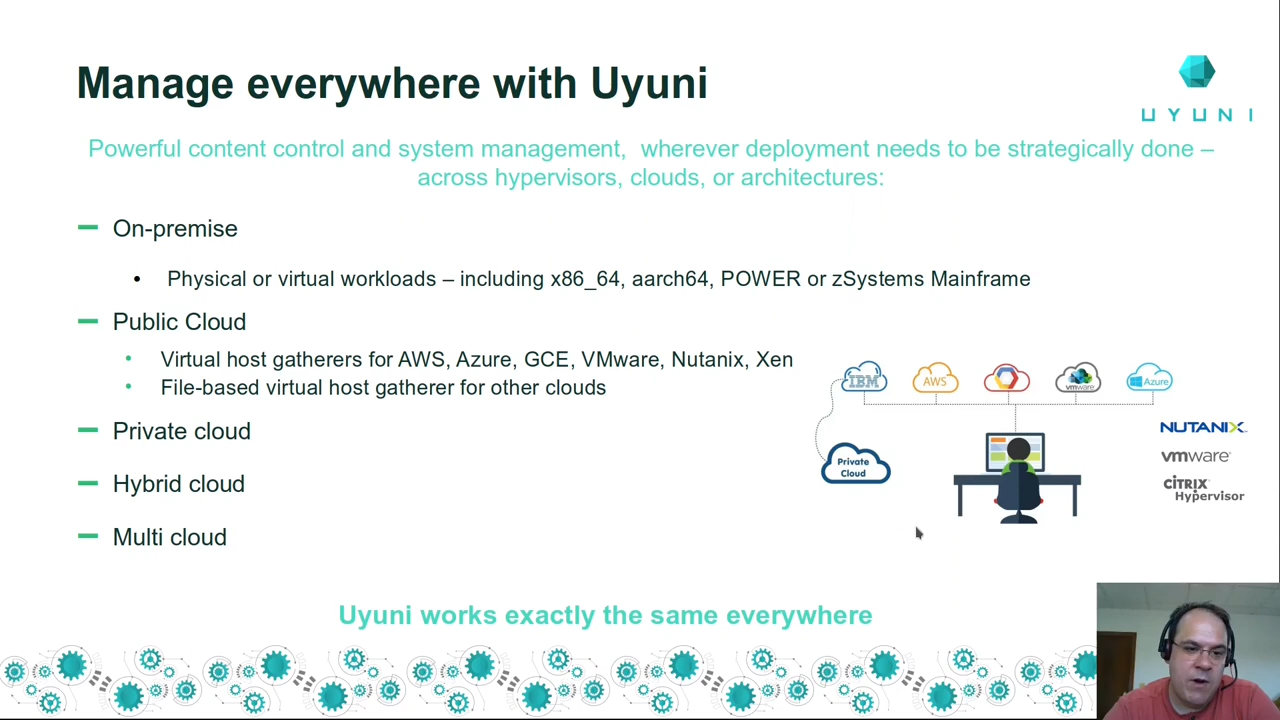 Manage everywhere with Uyuni
UYUNI
Powerful content control and system management, wherever deployment needs to be strategically done –
across hypervisors, clouds, or architectures:
On-premise
Physical or virtual workloads – including x86_64, aarch64, POWER or zSystems Mainframe
Public Cloud
Virtual host gatherers for AWS, Azure, GCE, VMware, Nutanix, Xen
File-based virtual host gatherer for other clouds
Private cloud
Hybrid cloud
Multi cloud
IBM
AWS
vmware
Azure
Private
Cloud
NUTANIX
vmware
CITRIX
Hypervisor
Uyuni works exactly the same everywhere